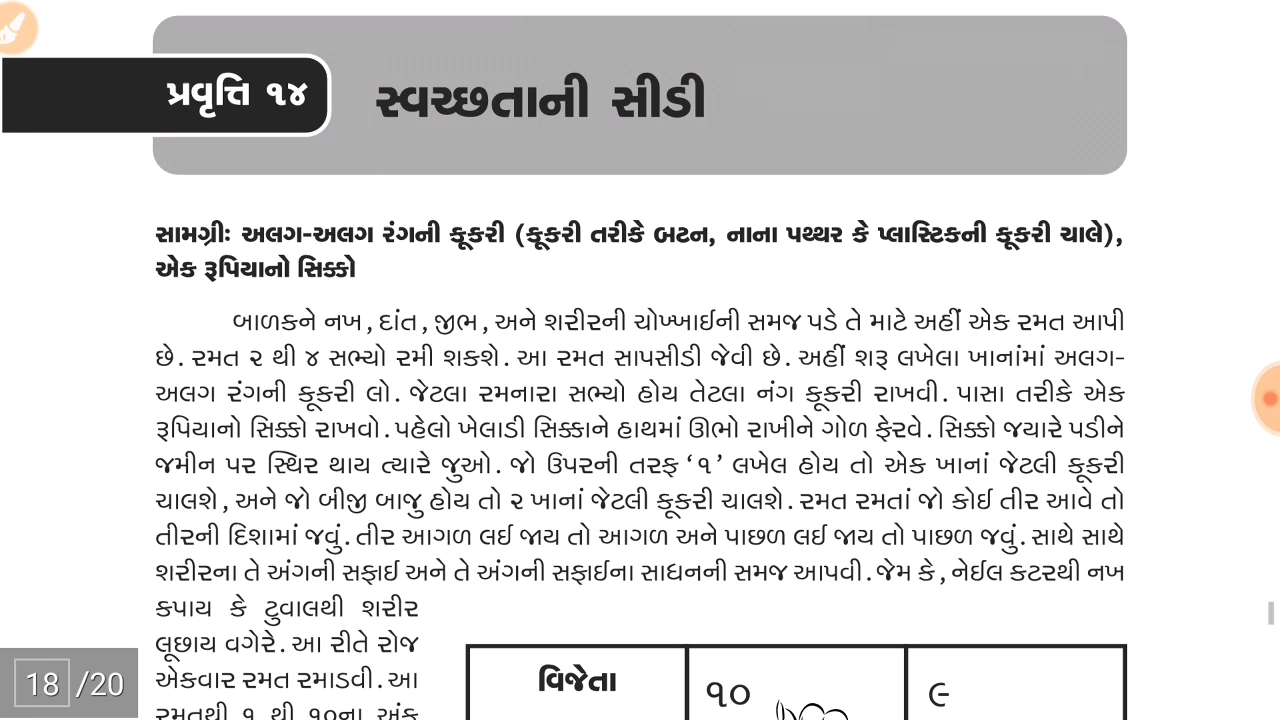 પ્રવૃત્તિ ૧૪
સ્વચ્છતાની સીડી
સામગ્રીઃ અલગ-અલગ રંગની કૂકરી (કૂકરી તરીકે બટન, નાના પથ્થર કે પ્લાસ્ટિકની કૂકરી ચાલે),
એક રૂપિયાનો સિક્કો
બાળકને નખ, દાંત, જીભ, અને શરીરની ચોખ્ખાઈની સમજ પડે તે માટે અહીં એક રમત આપી
છે. રમત ૨ થી ૪ સભ્યો રમી શકશે. આ રમત સાપસીડી જેવી છે. અહીં શરૂ લખેલા ખાનાંમાં અલગ-
અલગ રંગની કૂકરી લો. જેટલા રમનારા સભ્યો હોય તેટલા નંગ કૂકરી રાખવી. પાસા તરીકે એક
રૂપિયાનો સિક્કો રાખવો. પહેલો ખેલાડી સિક્કાને હાથમાં ઊભો રાખીને ગોળ ફેરવે. સિક્કો જયારે પડીને
જમીન પર સ્થિર થાય ત્યારે જુઓ. જો ઉપરની તરફ ‘૧’ લખેલ હોય તો એક ખાનાં જેટલી કૂકરી
ચાલશે, અને જો બીજી બાજુ હોય તો ૨ ખાનાં જેટલી કૂકરી ચાલશે. રમત રમતાં જો કોઈ તીર આવે તો
તીરની દિશામાં જવું. તીર આગળ લઈ જાય તો આગળ અને પાછળ લઈ જાય તો પાછળ જવું. સાથે સાથે
શરીરના તે અંગની સફાઈ અને તે અંગની સફાઈના સાધનની સમજ આપવી. જેમ કે, નેઈલ કટરથી નખ
કપાય કે ટુવાલથી શરીર
લૂછાય વગેરે. આ રીતે રોજ
એકવાર રમત રમાડવી. આ
રમતથી ૧ થી ૧૦ના અંક
વિજેતા
૧૦
૯
18 /20